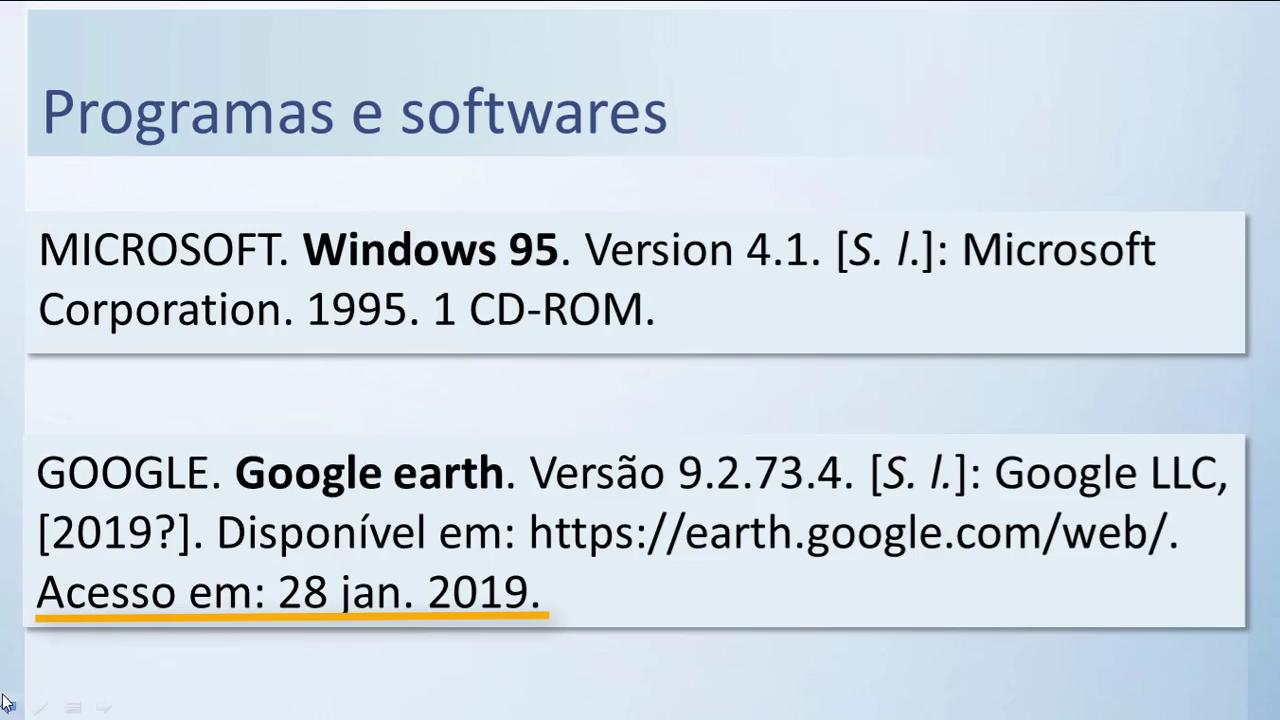 Programas e softwares
MICROSOFT. Windows 95. Version 4.1. [S. l.]: Microsoft
Corporation. 1995. 1 CD-ROM.
GOOGLE. Google earth. Versão 9.2.73.4. [S. l.]: Google LLC,
[2019?]. Disponível em: https://earth.google.com/web/.
Acesso em: 28 jan. 2019.